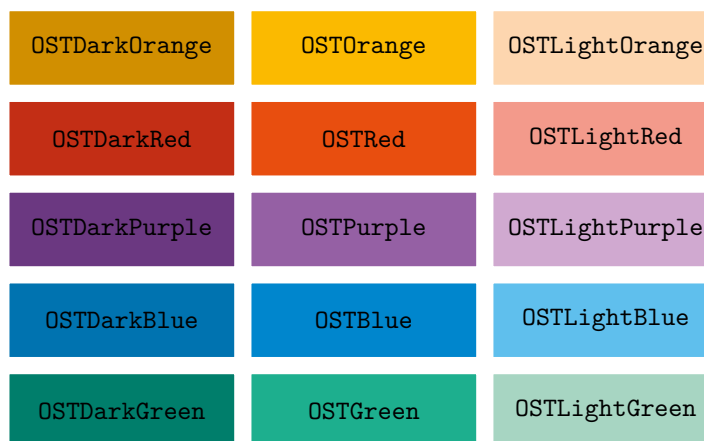 OSTDarkOrange OSTOrange OSTLightOrange
OSTDarkRed OSTRed OSTLightRed
OSTDarkPurple OSTPurple OSTLightPurple
OSTDarkBlue OSTBlue OSTLightBlue
OSTDarkGreen OSTGreen OSTLightGreen